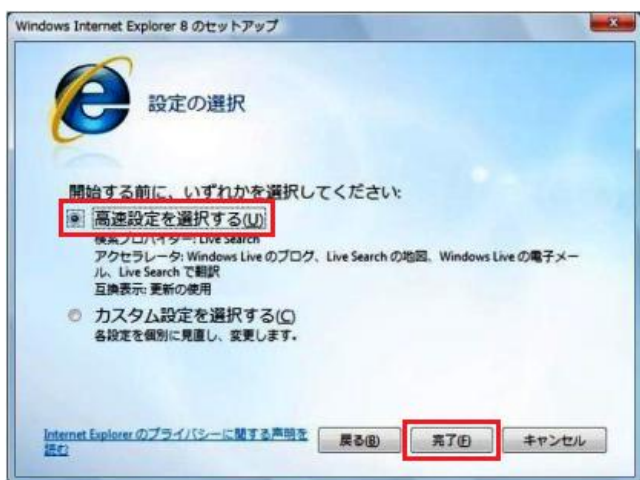 Windows Internet Explorer 8 のセットアップ
設定の選択
開始する前に、いずれかを選択してください:
高速設定を選択する(U)
検索プロバイダー: Live Search
アクセラレータ: Windows Live のブログ、Live Search の地図、Windows Live の電子メー
ル、Live Search で翻訳
互換表示: 更新の使用
カスタム設定を選択する(C)
各設定を個別に見直し、変更します。
Internet Explorer のプライバシーに関する声明を
読む
戻る(B) 完了(F) キャンセル